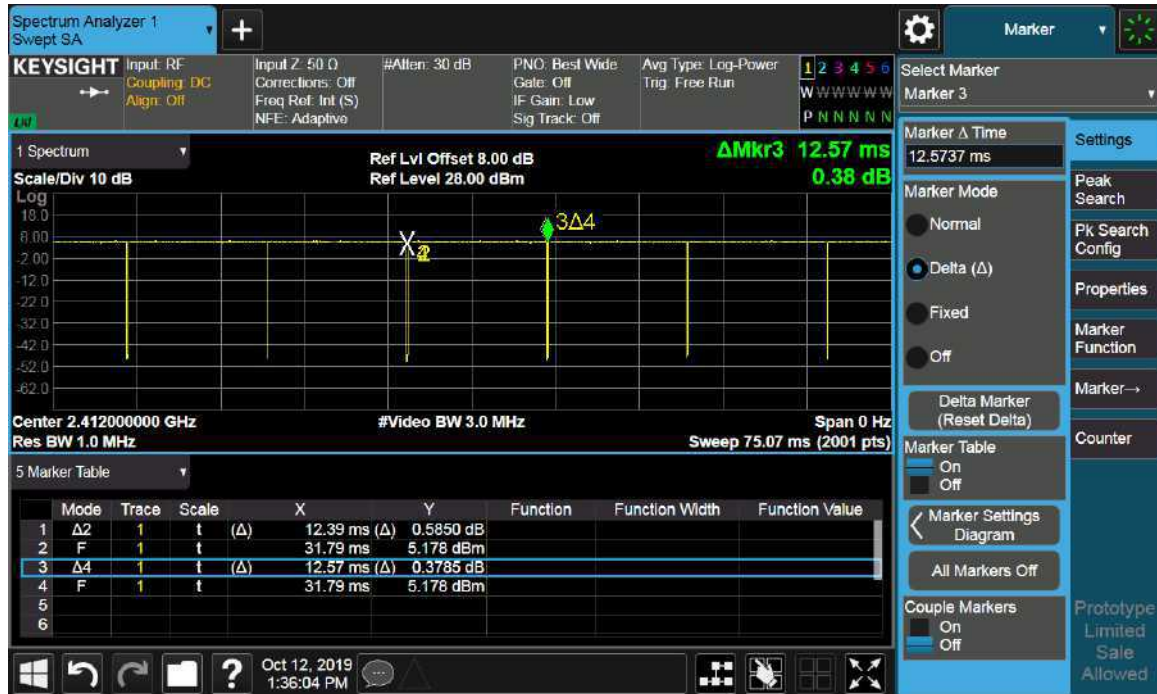 Spectrum Analyzer 1
Swept SA
+
Marker
KEYSIGHT
Input: RF
Coupling: DC
Align: Off
Input Z: 50 Ω
Corrections: Off
Freq Ref: Int (S)
NFE: Adaptive
#Atten: 30 dB
PNO: Best Wide
Gate: Off
IF Gain: Low
Sig Track: Off
Avg Type: Log-Power
Trig: Free Run
1 2 3 4 5 6
W W W W W W
P N N N N N
Select Marker
Marker 3
1 Spectrum
Scale/Div 10 dB
Ref Lvl Offset 8.00 dB
Ref Level 28.00 dBm
ΔMkr3 12.57 ms
0.38 dB
Log
18.0
8.00
-2.00
-12.0
-22.0
-32.0
-42.0
-52.0
-62.0
X
3Δ4
Center 2.412000000 GHz
#Video BW 3.0 MHz
Span 0 Hz
Res BW 1.0 MHz
Sweep 75.07 ms (2001 pts)
5 Marker Table
Mode Trace Scale X Y Function Function Width Function Value
1 Δ2 1 t (Δ) 12.39 ms (Δ) 0.5850 dB
2 F 1 t 31.79 ms 5.178 dBm
3 Δ4 1 t (Δ) 12.57 ms (Δ) 0.3785 dB
4 F 1 t 31.79 ms 5.178 dBm
5
6
Marker Δ Time
12.5737 ms
Marker Mode
Normal
Delta (Δ)
Fixed
Off
Delta Marker
(Reset Delta)
Marker Table
On
Off
Marker Settings
Diagram
All Markers Off
Couple Markers
On
Off
Settings
Peak
Search
Pk Search
Config
Properties
Marker
Function
Marker→
Counter
Prototype
Limited
Sale
Allowed
?
Oct 12, 2019
1:36:04 PM